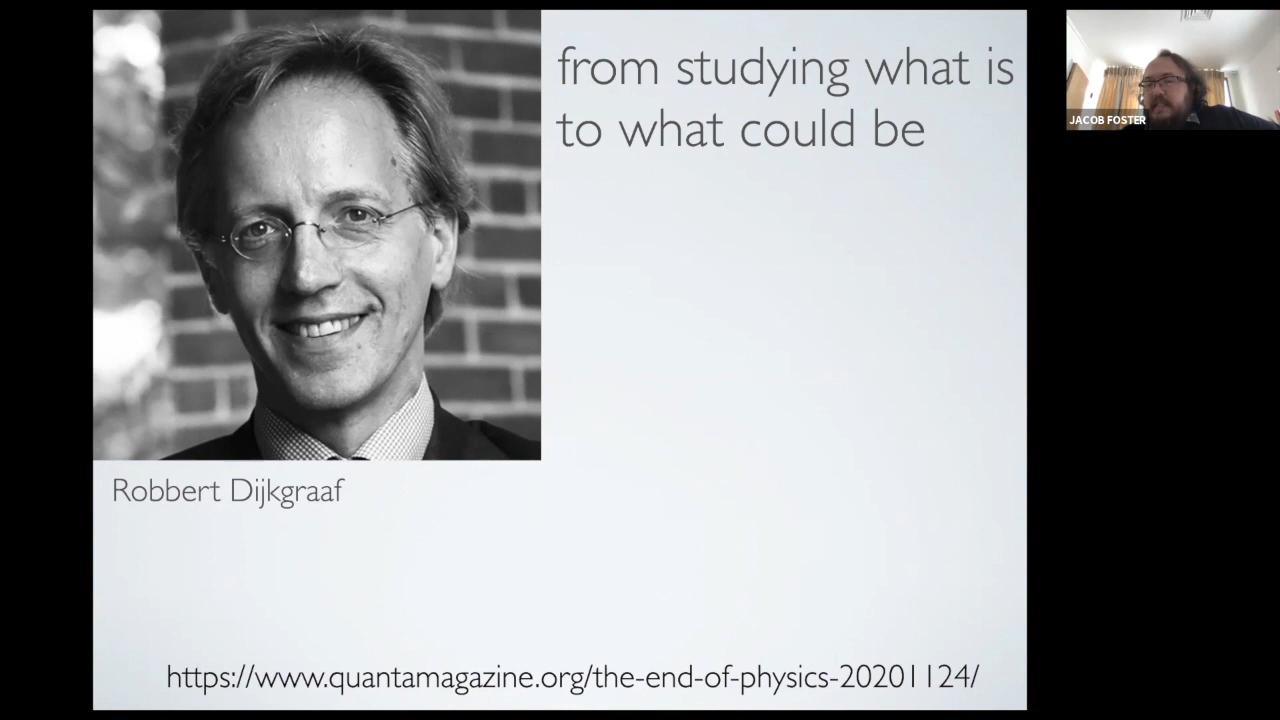 from studying what is
to what could be
JACOB FOSTER
Robbert Dijkgraaf
https://www.quantamagazine.org/the-end-of-physics-20201124/